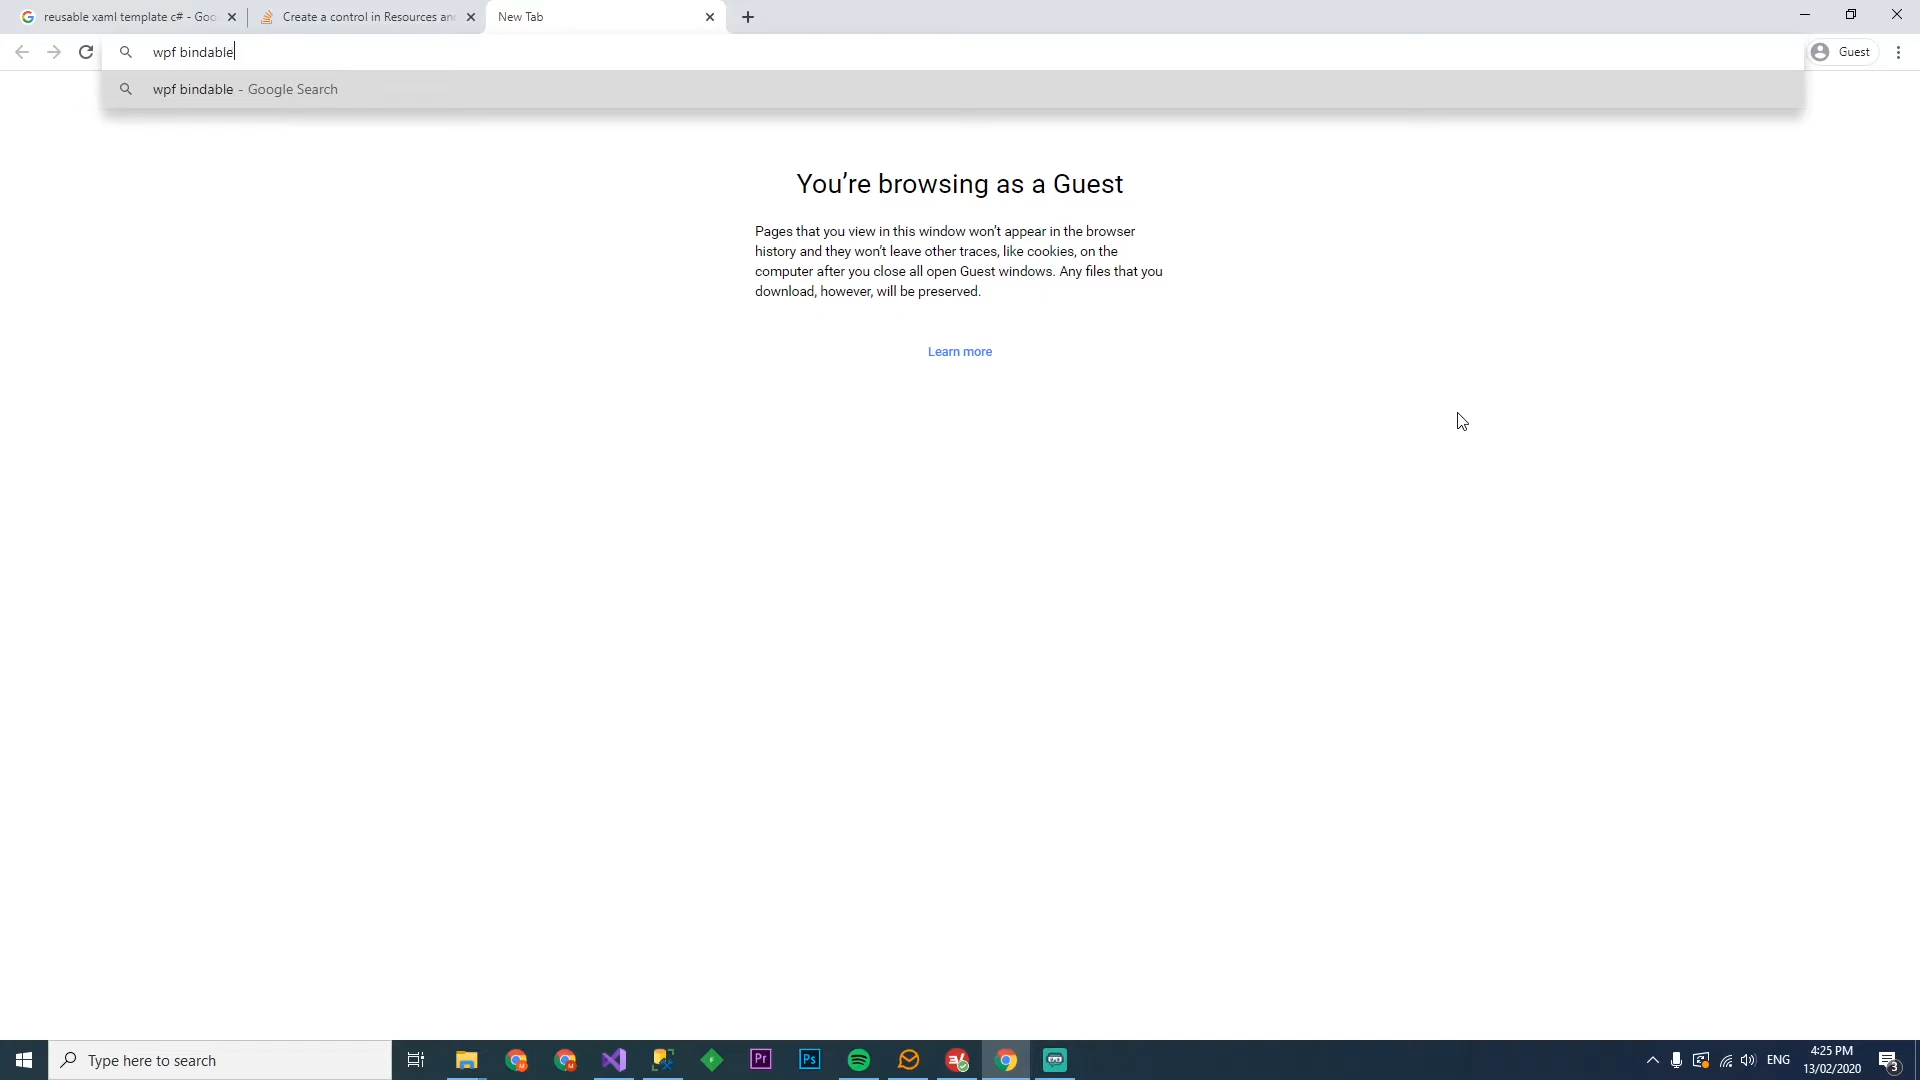 reusable xaml template c# - Goo
Create a control in Resources an
New Tab
wpf bindable
Guest
wpf bindable - Google Search
You’re browsing as a Guest
Pages that you view in this window won’t appear in the browser
history and they won’t leave other traces, like cookies, on the
computer after you close all open Guest windows. Any files that you
download, however, will be preserved.
Learn more
Type here to search
Pr
Ps
ENG
4:25 PM
13/02/2020
3